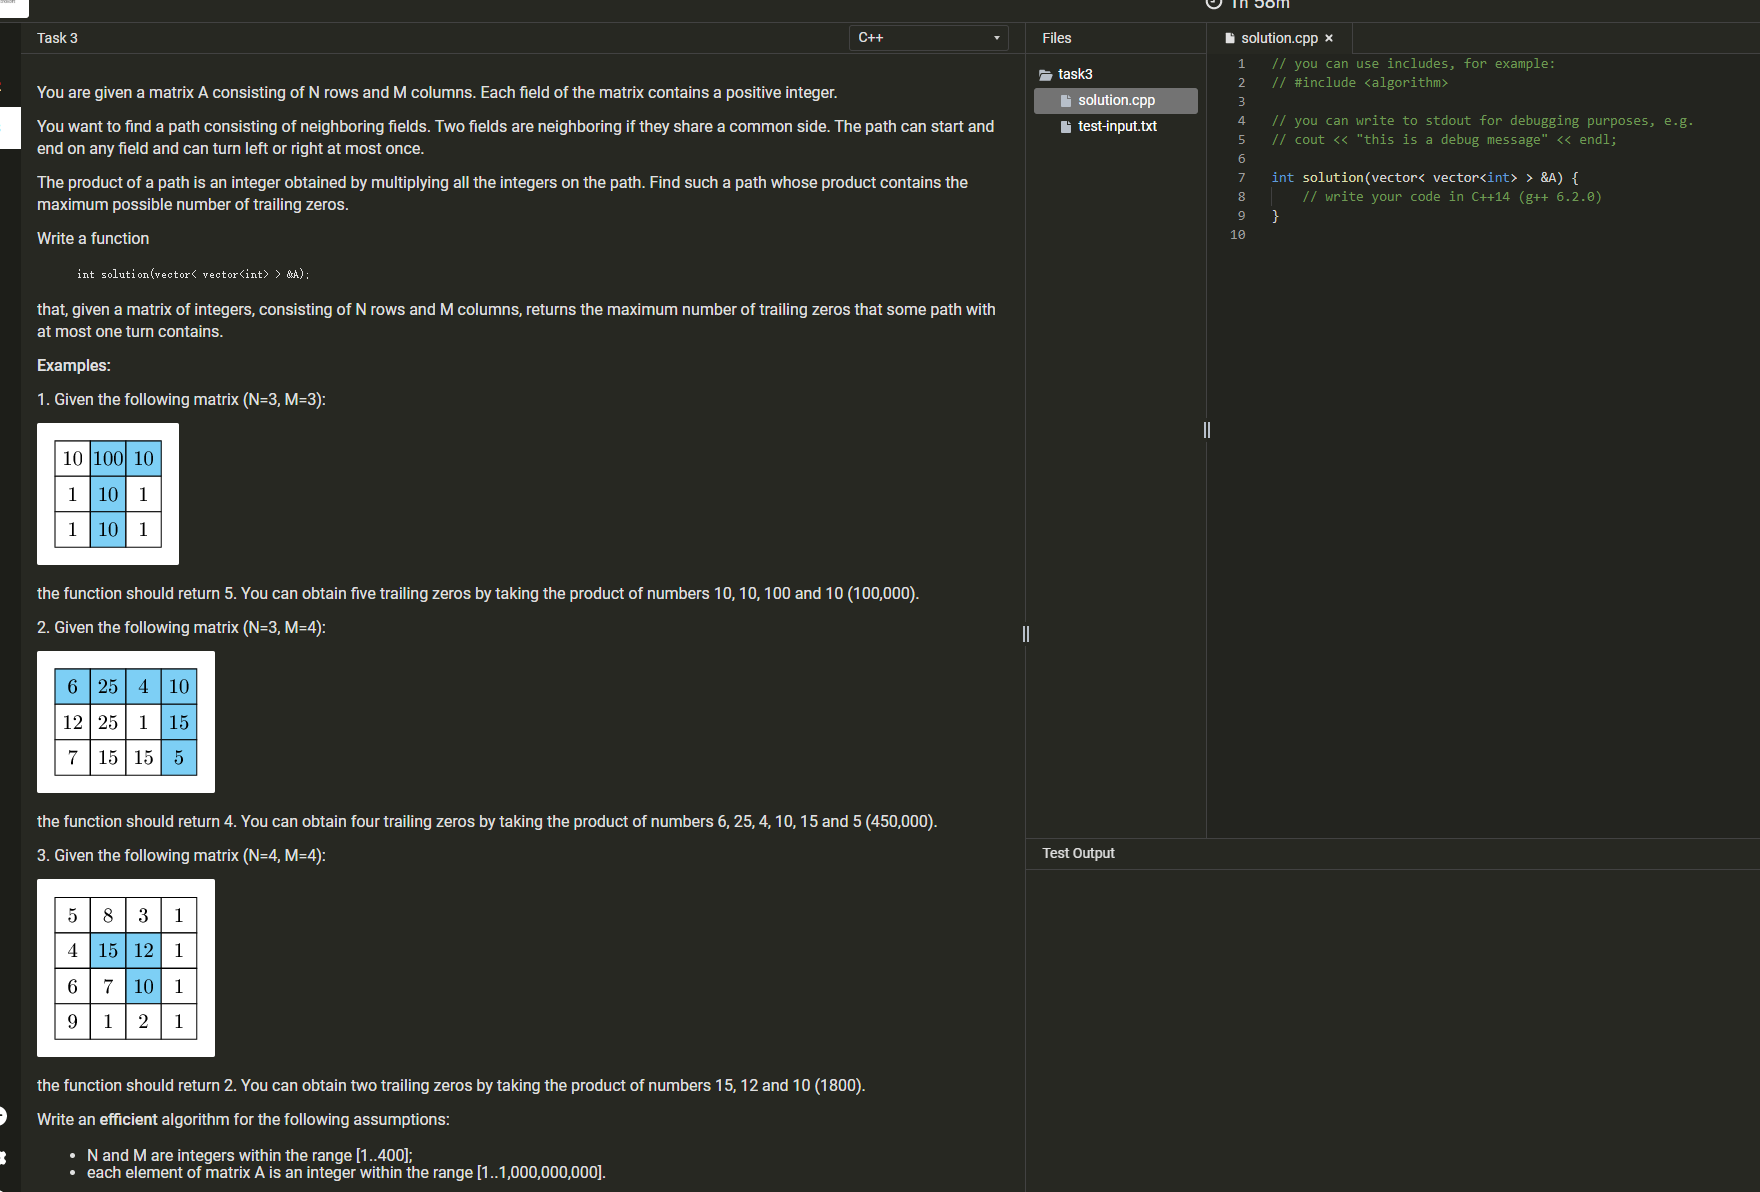 1h 58m
Task 3
C++
Files
solution.cpp ×
You are given a matrix A consisting of N rows and M columns. Each field of the matrix contains a positive integer.
You want to find a path consisting of neighboring fields. Two fields are neighboring if they share a common side. The path can start and
end on any field and can turn left or right at most once.
The product of a path is an integer obtained by multiplying all the integers on the path. Find such a path whose product contains the
maximum possible number of trailing zeros.
Write a function
int solution(vector< vector<int> > &A);
that, given a matrix of integers, consisting of N rows and M columns, returns the maximum number of trailing zeros that some path with
at most one turn contains.
Examples:
1. Given the following matrix (N=3, M=3):
10 100 10
1 10 1
1 10 1
the function should return 5. You can obtain five trailing zeros by taking the product of numbers 10, 10, 100 and 10 (100,000).
2. Given the following matrix (N=3, M=4):
6 25 4 10
12 25 1 15
7 15 15 5
the function should return 4. You can obtain four trailing zeros by taking the product of numbers 6, 25, 4, 10, 15 and 5 (450,000).
3. Given the following matrix (N=4, M=4):
5 8 3 1
4 15 12 1
6 7 10 1
9 1 2 1
the function should return 2. You can obtain two trailing zeros by taking the product of numbers 15, 12 and 10 (1800).
Write an efficient algorithm for the following assumptions:
• N and M are integers within the range [1..400];
• each element of matrix A is an integer within the range [1..1,000,000,000].
task3
solution.cpp
test-input.txt
1 // you can use includes, for example:
2 // #include <algorithm>
3
4 // you can write to stdout for debugging purposes, e.g.
5 // cout << "this is a debug message" << endl;
6
7 int solution(vector< vector<int> > &A) {
8 // write your code in C++14 (g++ 6.2.0)
9 }
10
Test Output